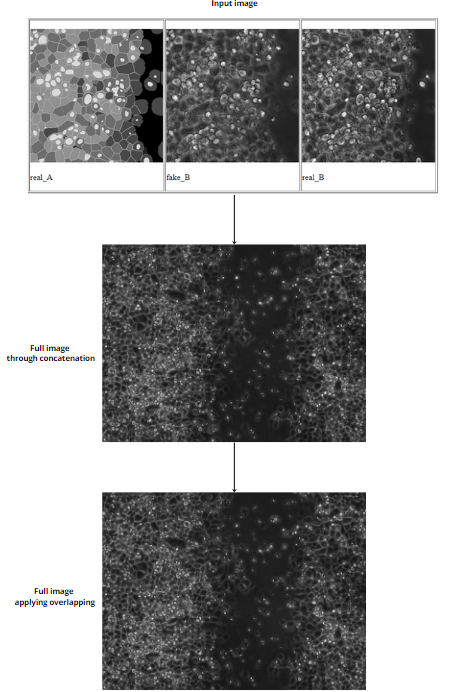 Input image
real_A
fake_B
real_B
Full image
through concatenation
Full image
applying overlapping